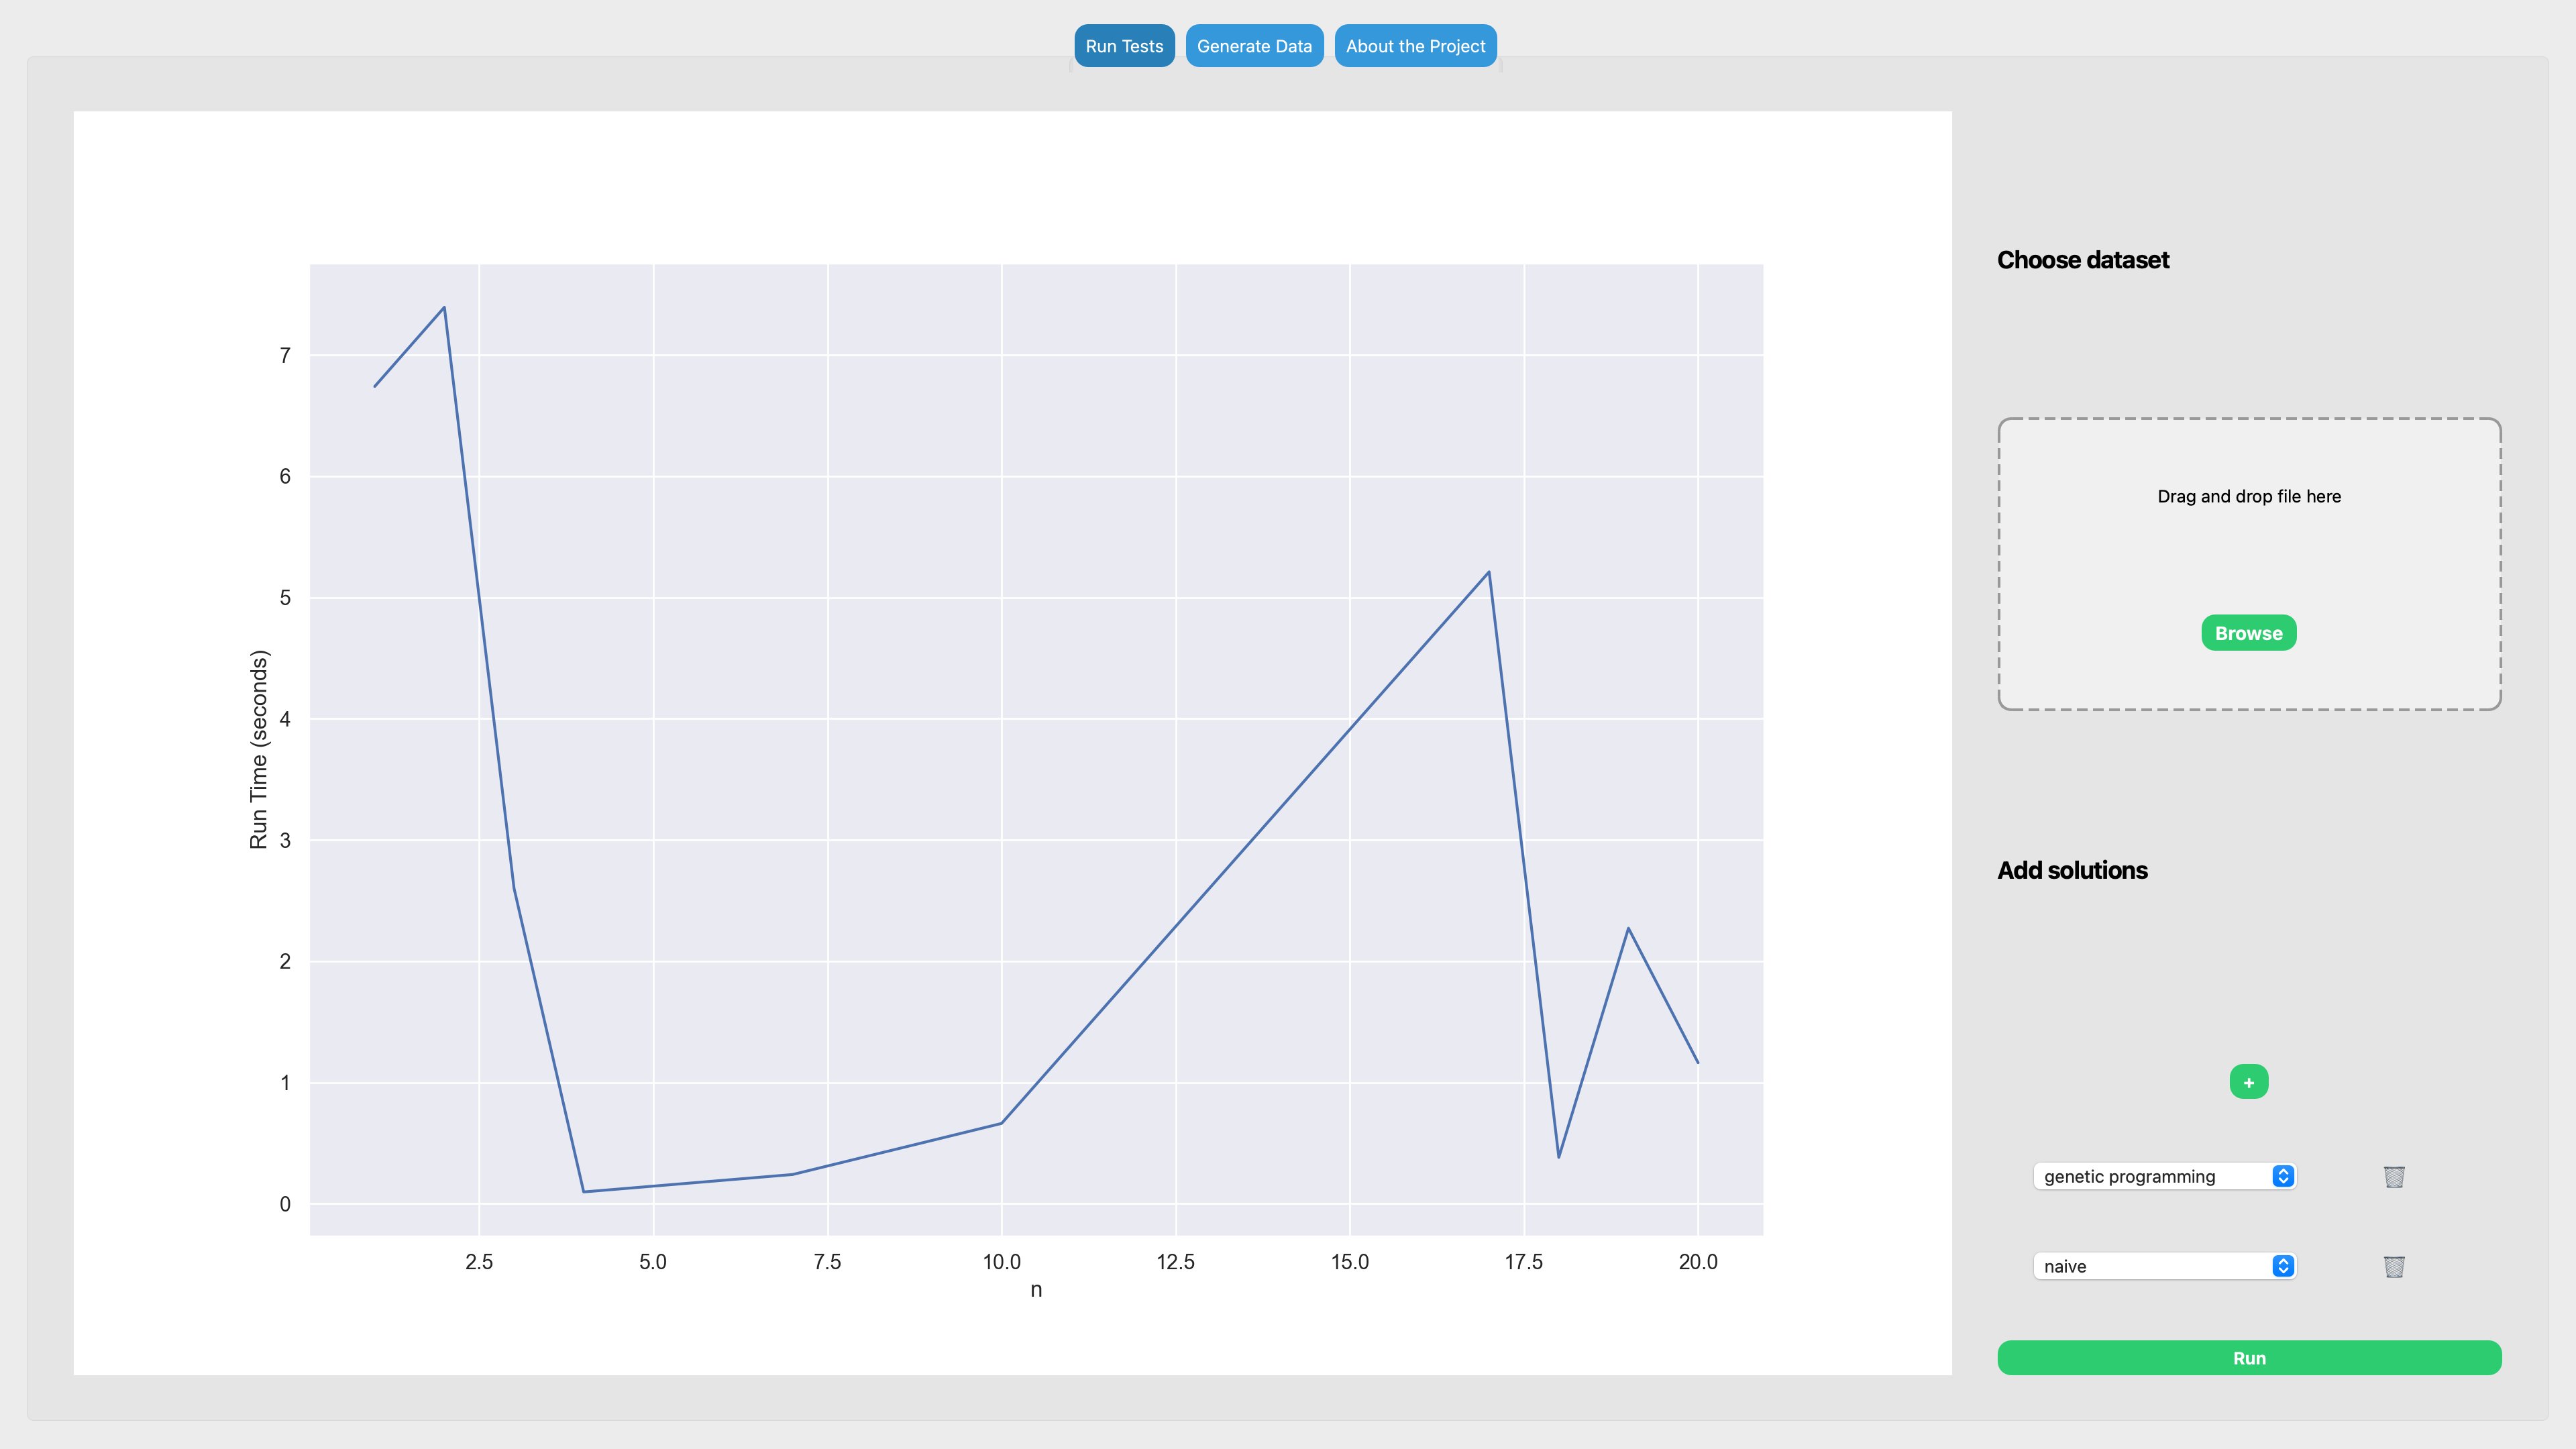 Run Tests
Generate Data
About the Project
7
6
5
4
3
2
1
0
Run Time (seconds)
2.5 5.0 7.5 10.0 12.5 15.0 17.5 20.0
n
Choose dataset
Drag and drop file here
Browse
Add solutions
+
genetic programming
naive
Run